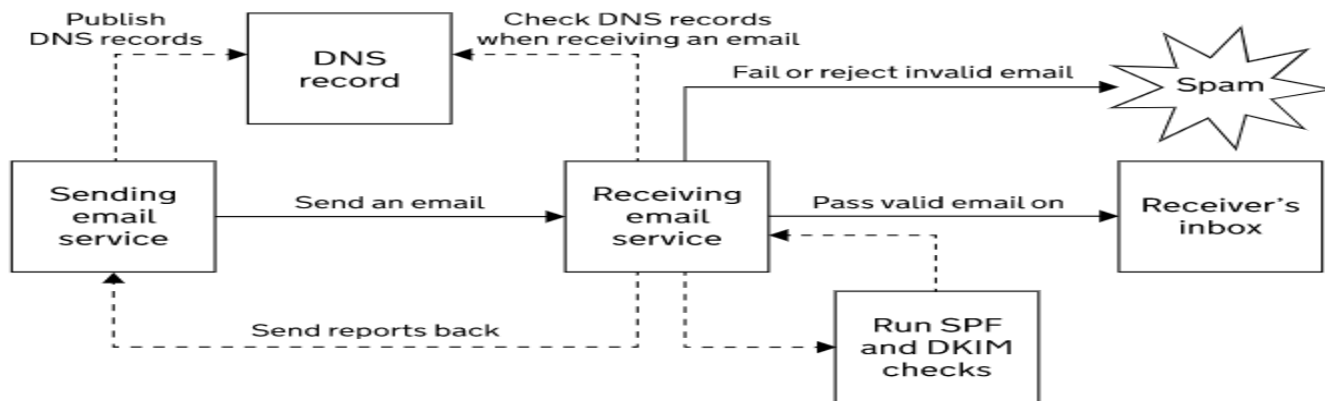 Publish
DNS records
Check DNS records
when receiving an email
DNS
record
Fail or reject invalid email
Spam
Sending
email
service
Send an email
Receiving
email
service
Pass valid email on
Receiver's
inbox
Send reports back
Run SPF
and DKIM
checks